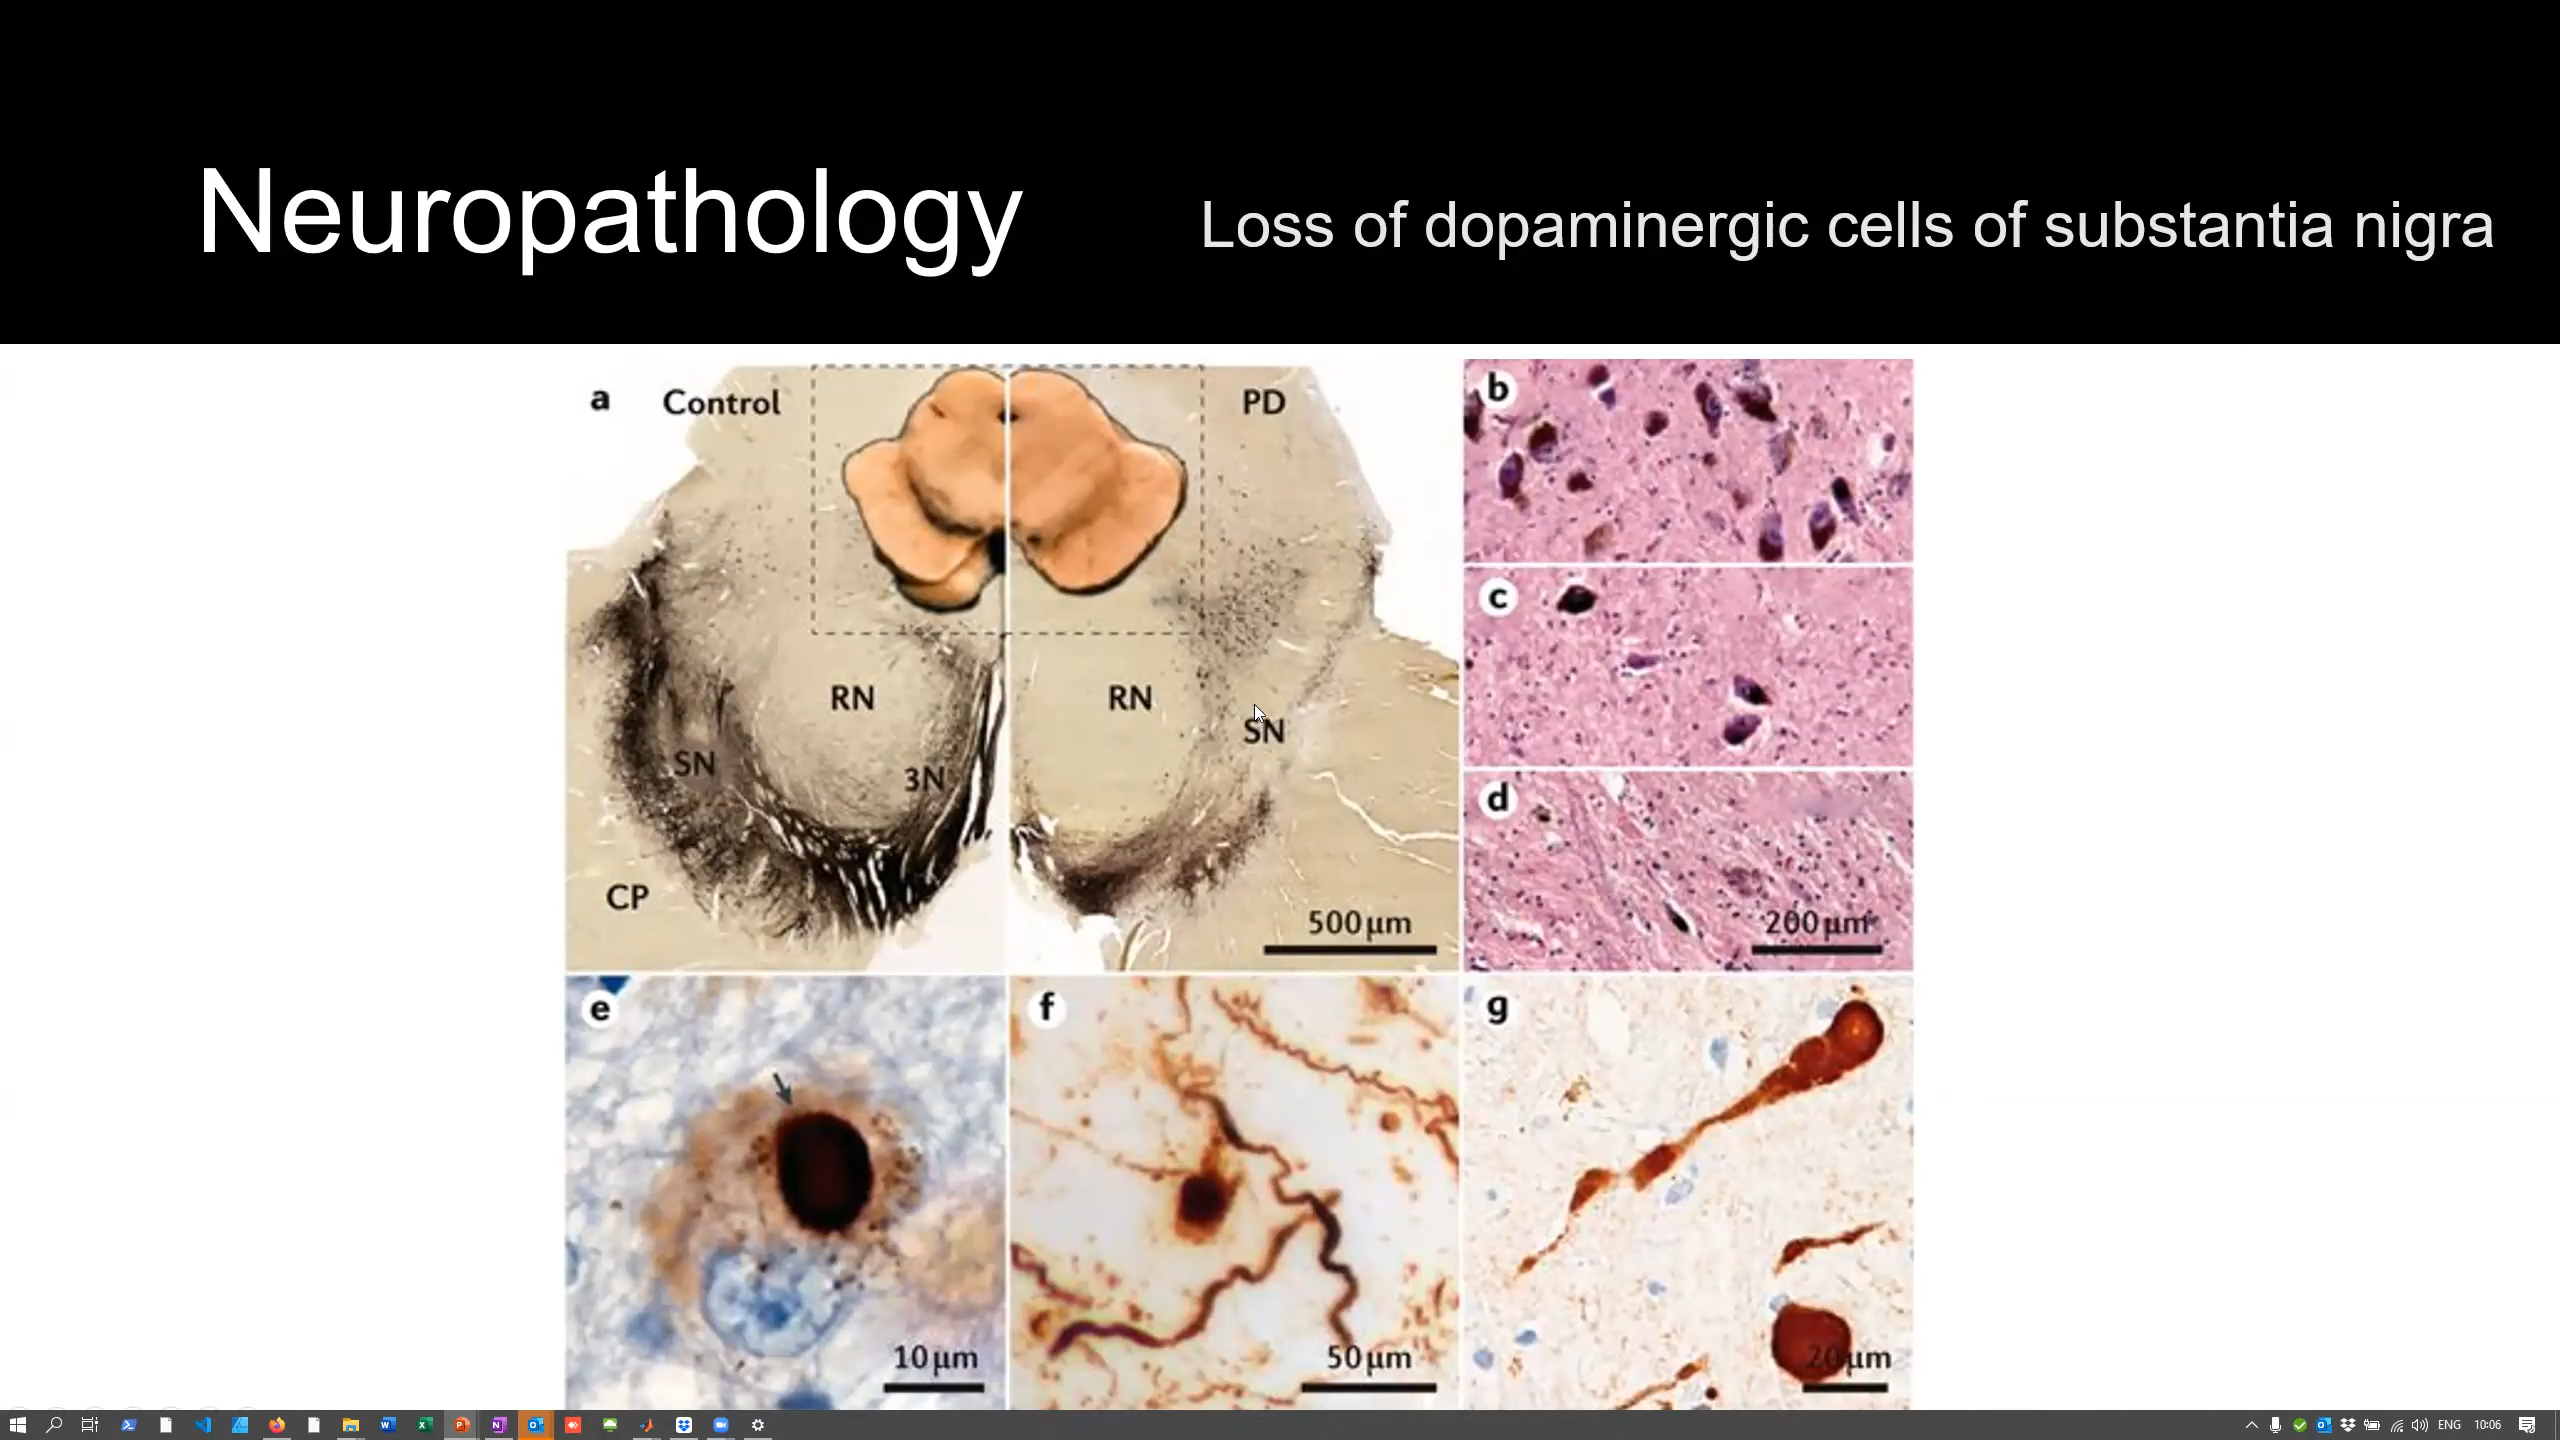 Neuropathology
Loss of dopaminergic cells of substantia nigra
a
Control
PD
b
c
RN
RN
SN
SN
3N
d
CP
500 µm
200 µm
e
f
g
10 µm
50 µm
20 µm
ENG
10:06